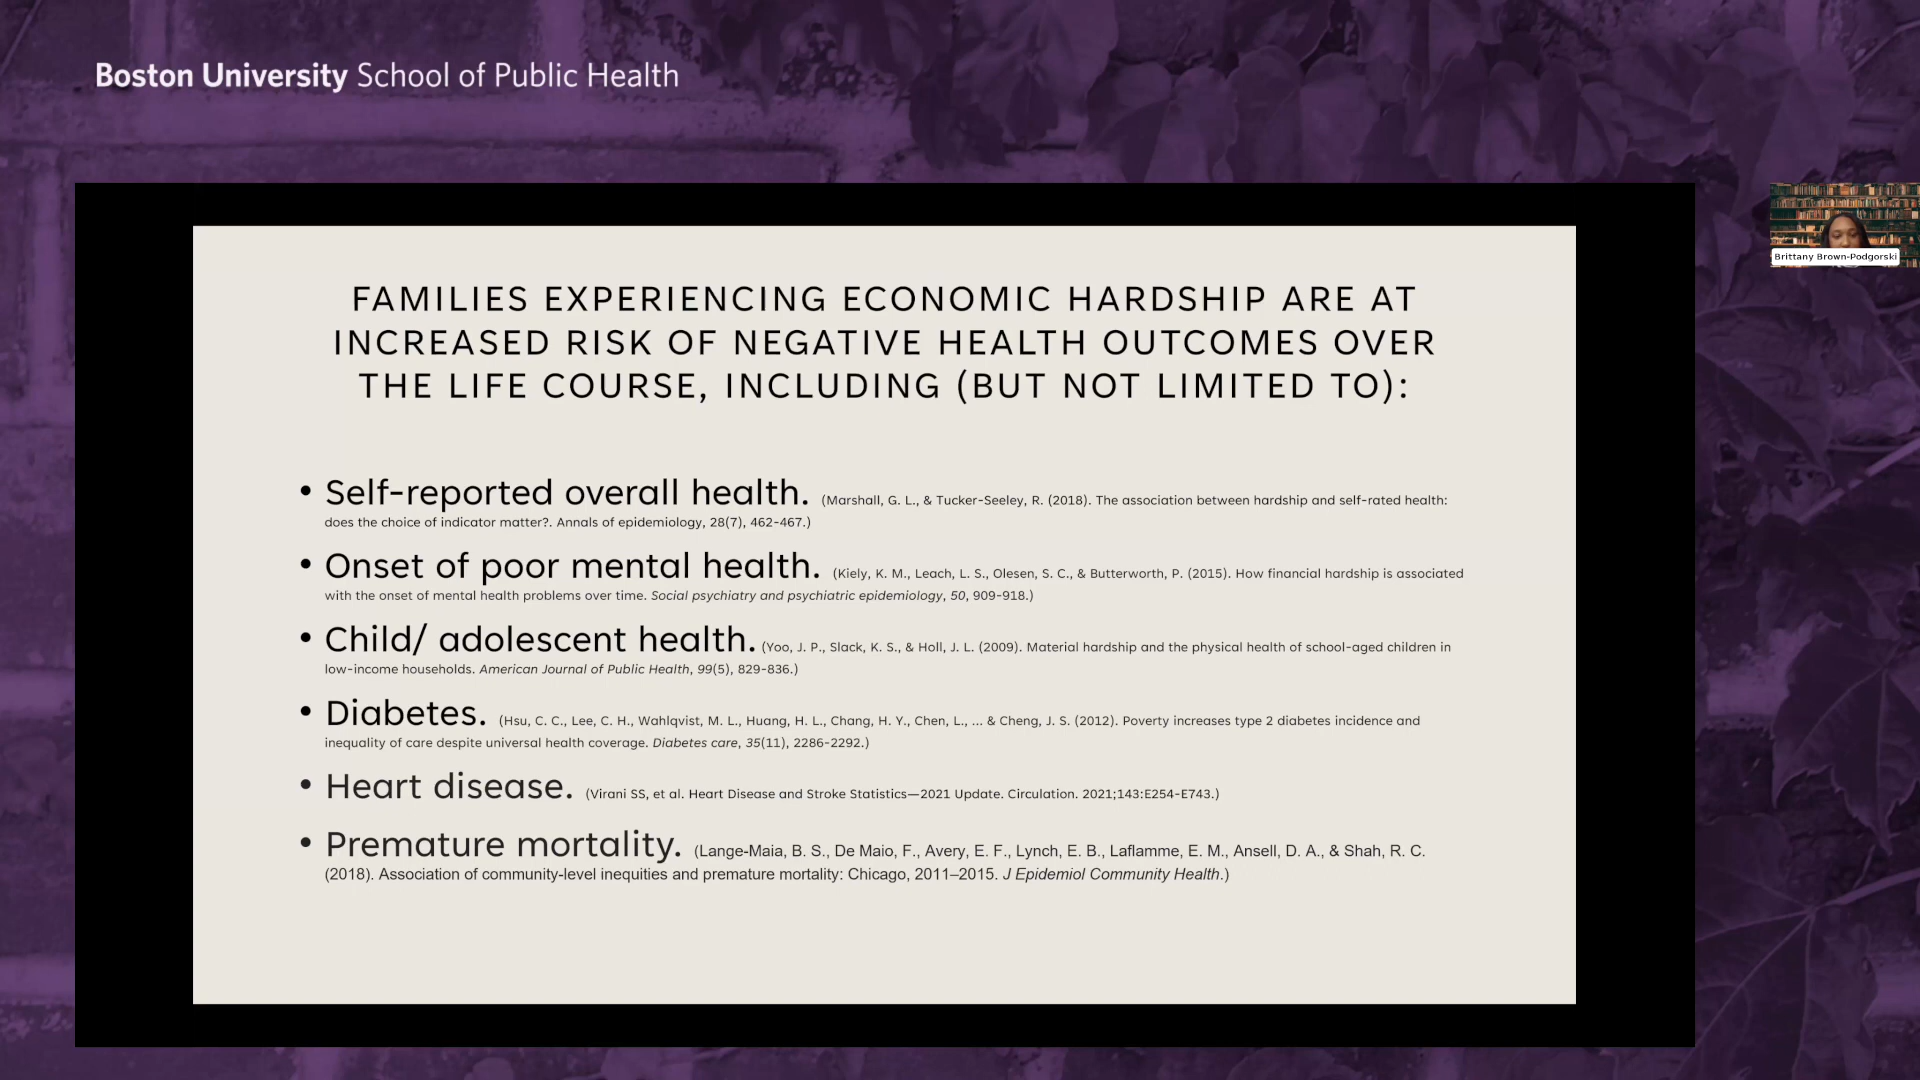 Boston University School of Public Health
Brittany Brown-Podgorski
FAMILIES EXPERIENCING ECONOMIC HARDSHIP ARE AT
INCREASED RISK OF NEGATIVE HEALTH OUTCOMES OVER
THE LIFE COURSE, INCLUDING (BUT NOT LIMITED TO):
• Self-reported overall health. (Marshall, G. L., & Tucker-Seeley, R. (2018). The association between hardship and self-rated health:
does the choice of indicator matter?. Annals of epidemiology, 28(7), 462-467.)
• Onset of poor mental health. (Kiely, K. M., Leach, L. S., Olesen, S. C., & Butterworth, P. (2015). How financial hardship is associated
with the onset of mental health problems over time. Social psychiatry and psychiatric epidemiology, 50, 909-918.)
• Child/ adolescent health. (Yoo, J. P., Slack, K. S., & Holl, J. L. (2009). Material hardship and the physical health of school-aged children in
low-income households. American Journal of Public Health, 99(5), 829-836.)
• Diabetes. (Hsu, C. C., Lee, C. H., Wahlqvist, M. L., Huang, H. L., Chang, H. Y., Chen, L., ... & Cheng, J. S. (2012). Poverty increases type 2 diabetes incidence and
inequality of care despite universal health coverage. Diabetes care, 35(11), 2286-2292.)
• Heart disease. (Virani SS, et al. Heart Disease and Stroke Statistics—2021 Update. Circulation. 2021;143:E254-E743.)
• Premature mortality. (Lange-Maia, B. S., De Maio, F., Avery, E. F., Lynch, E. B., Laflamme, E. M., Ansell, D. A., & Shah, R. C.
(2018). Association of community-level inequities and premature mortality: Chicago, 2011–2015. J Epidemiol Community Health.)